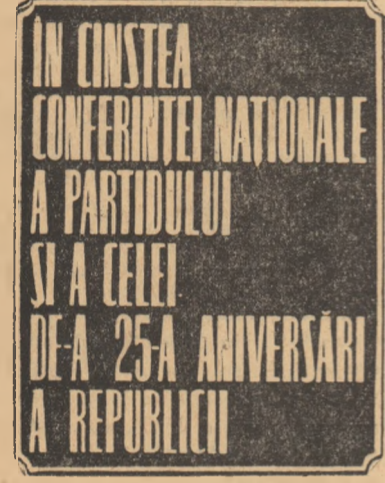 ÎN CINSTEA
CONFERINȚEI NAȚIONALE
A PARTIDULUI
ȘI A CELEI
DE-A 25-A ANIVERSĂRI
A REPUBLICII